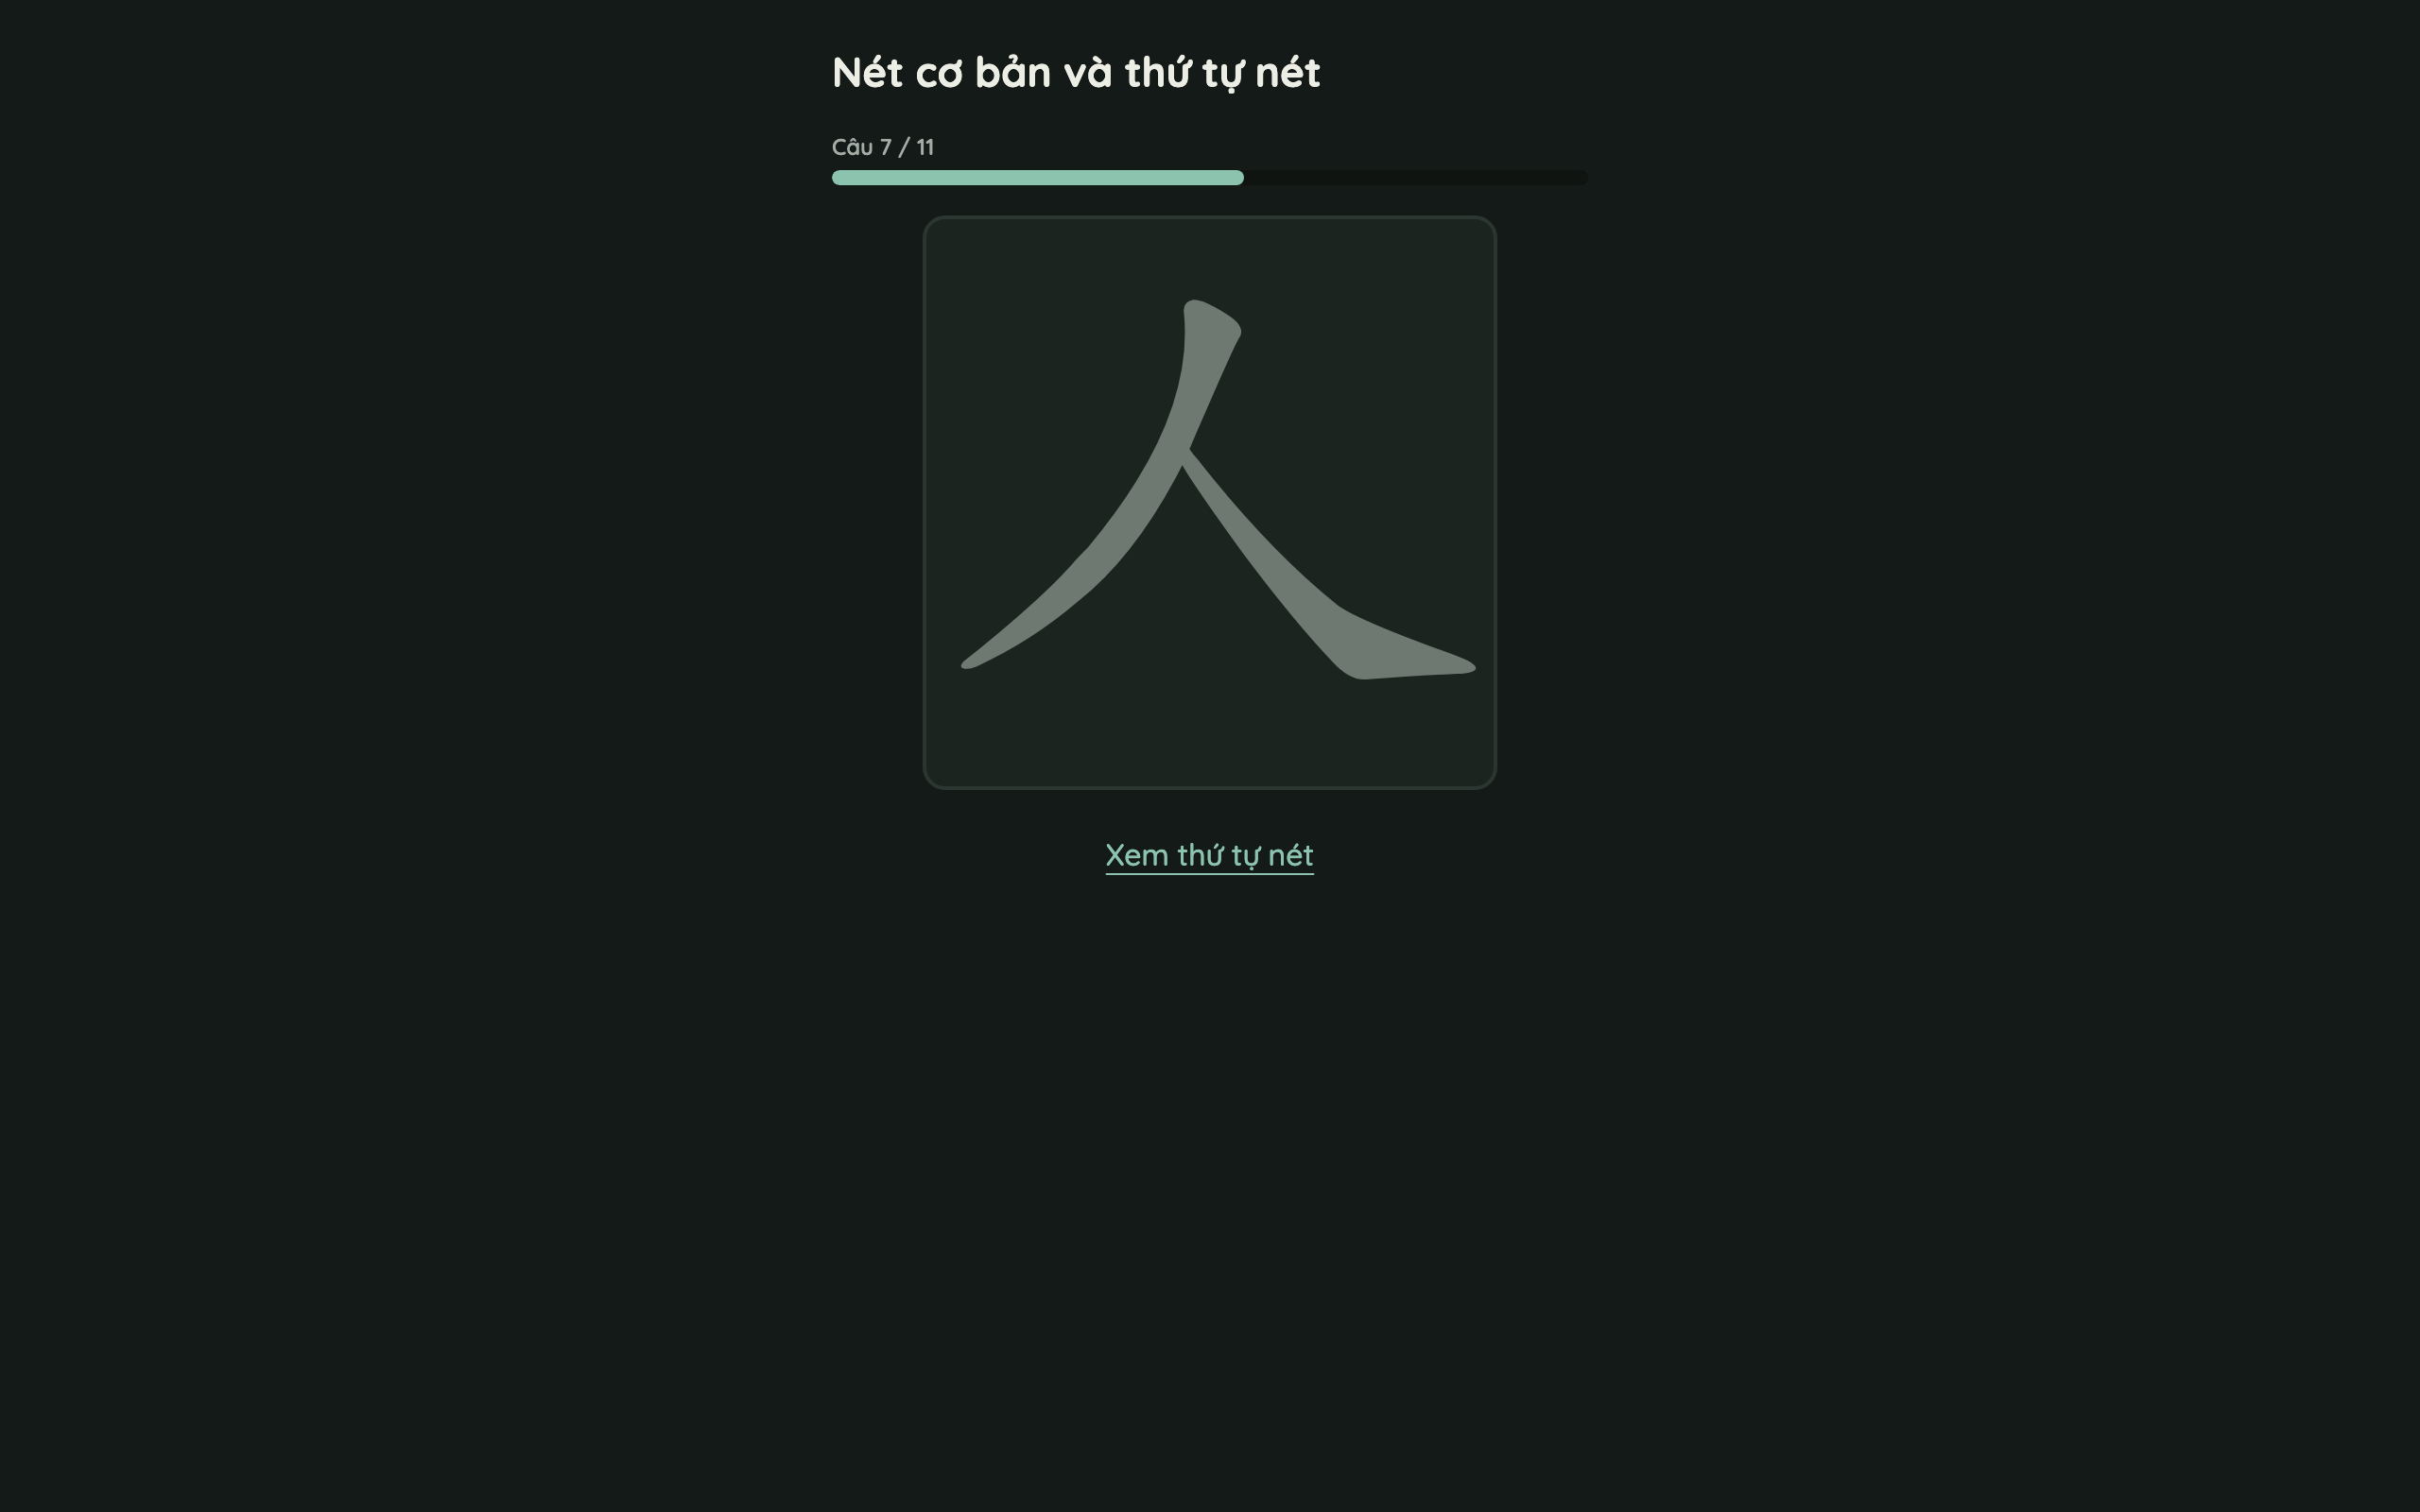 Nét cơ bản và thứ tự nét
Câu 7 / 11
人
Xem thứ tự nét